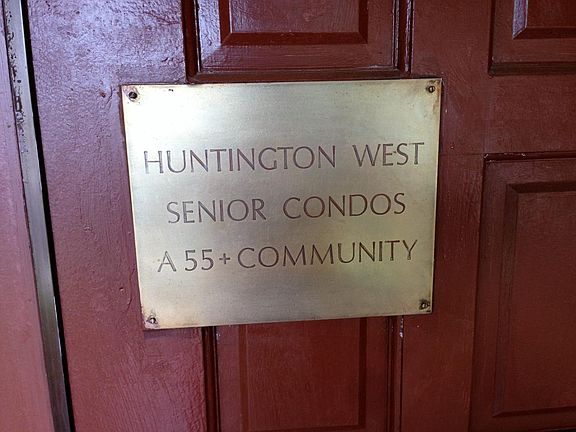 HUNTINGTON WEST
SENIOR CONDOS
A 55+ COMMUNITY